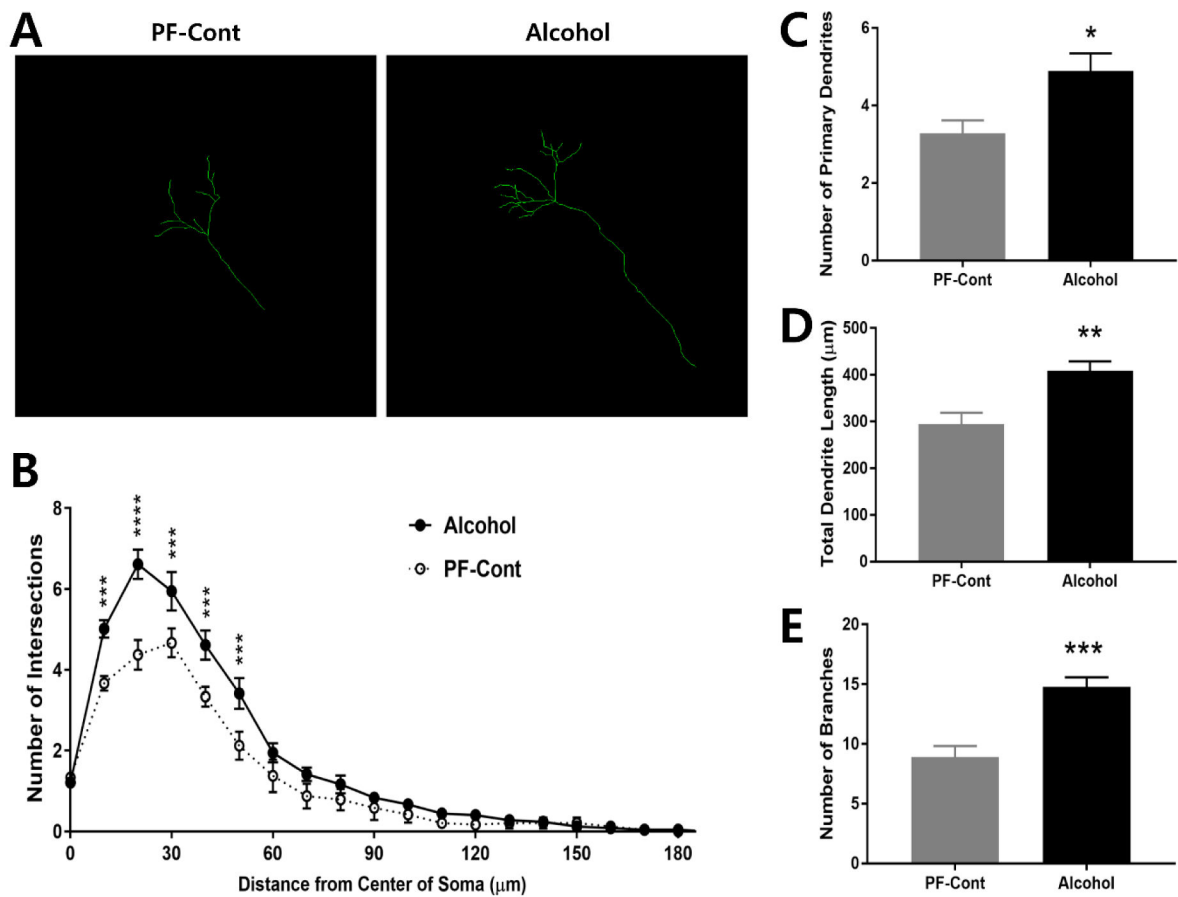 A
PF-Cont
Alcohol
B
Number of Intersections
8
6
4
2
0
***
****
***
***
***
Alcohol
PF-Cont
0
30
60
90
120
150
180
Distance from Center of Soma (μm)
C
Number of Primary Dendrites
6
4
2
0
*
PF-Cont
Alcohol
D
Total Dendrite Length (μm)
500
400
300
200
100
0
**
PF-Cont
Alcohol
E
Number of Branches
20
15
10
5
0
***
PF-Cont
Alcohol